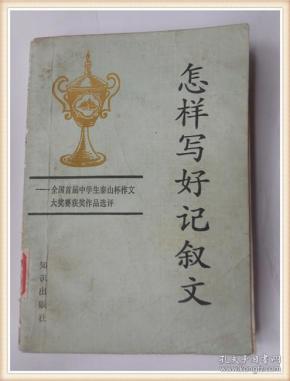 怎样写好记叙文
——全国首届中学生泰山杯作文
大奖赛获奖作品选评
知识出版社
孔夫子旧书网